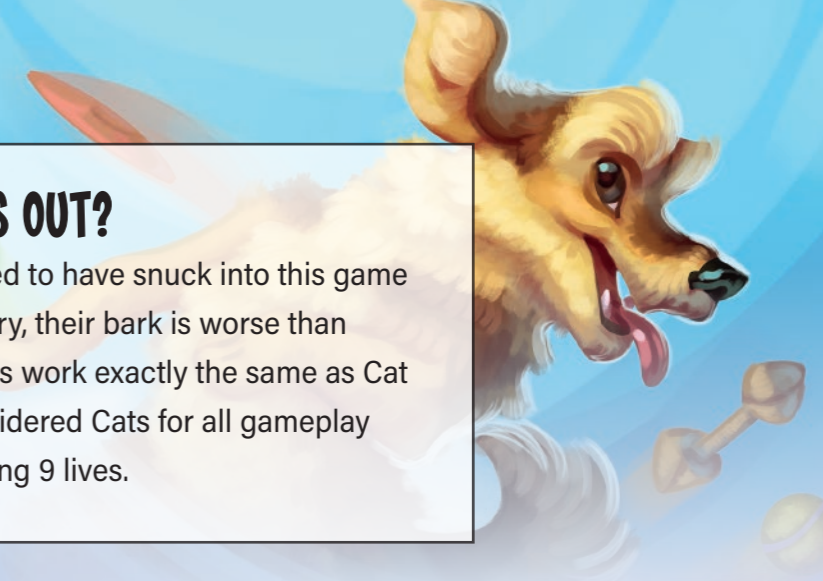 S OUT?
ed to have snuck into this game
ry, their bark is worse than
s work exactly the same as Cat
idered Cats for all gameplay
ng 9 lives.